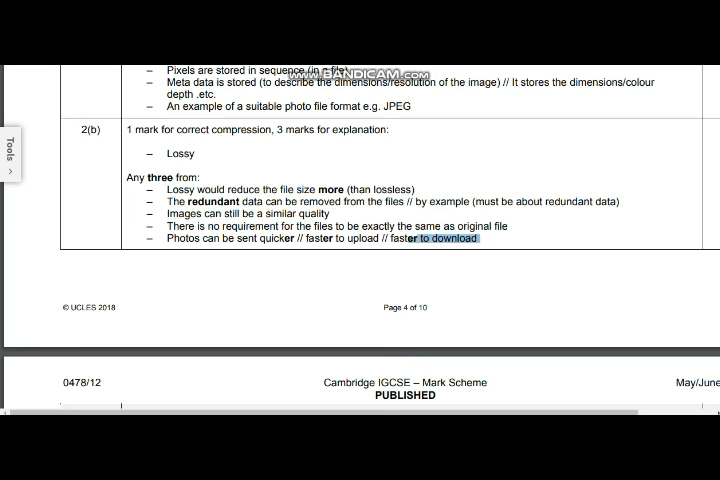 – Pixels are stored in sequence (in a file)
www.BANDICAM.com
– Meta data is stored (to describe the dimensions/resolution of the image) // It stores the dimensions/colour
depth .etc.
– An example of a suitable photo file format e.g. JPEG
2(b) 1 mark for correct compression, 3 marks for explanation:
Tools
– Lossy
Any three from:
– Lossy would reduce the file size more (than lossless)
– The redundant data can be removed from the files // by example (must be about redundant data)
– Images can still be a similar quality
– There is no requirement for the files to be exactly the same as original file
– Photos can be sent quicker // faster to upload // faster to download
© UCLES 2018 Page 4 of 10
0478/12 Cambridge IGCSE – Mark Scheme May/June
PUBLISHED